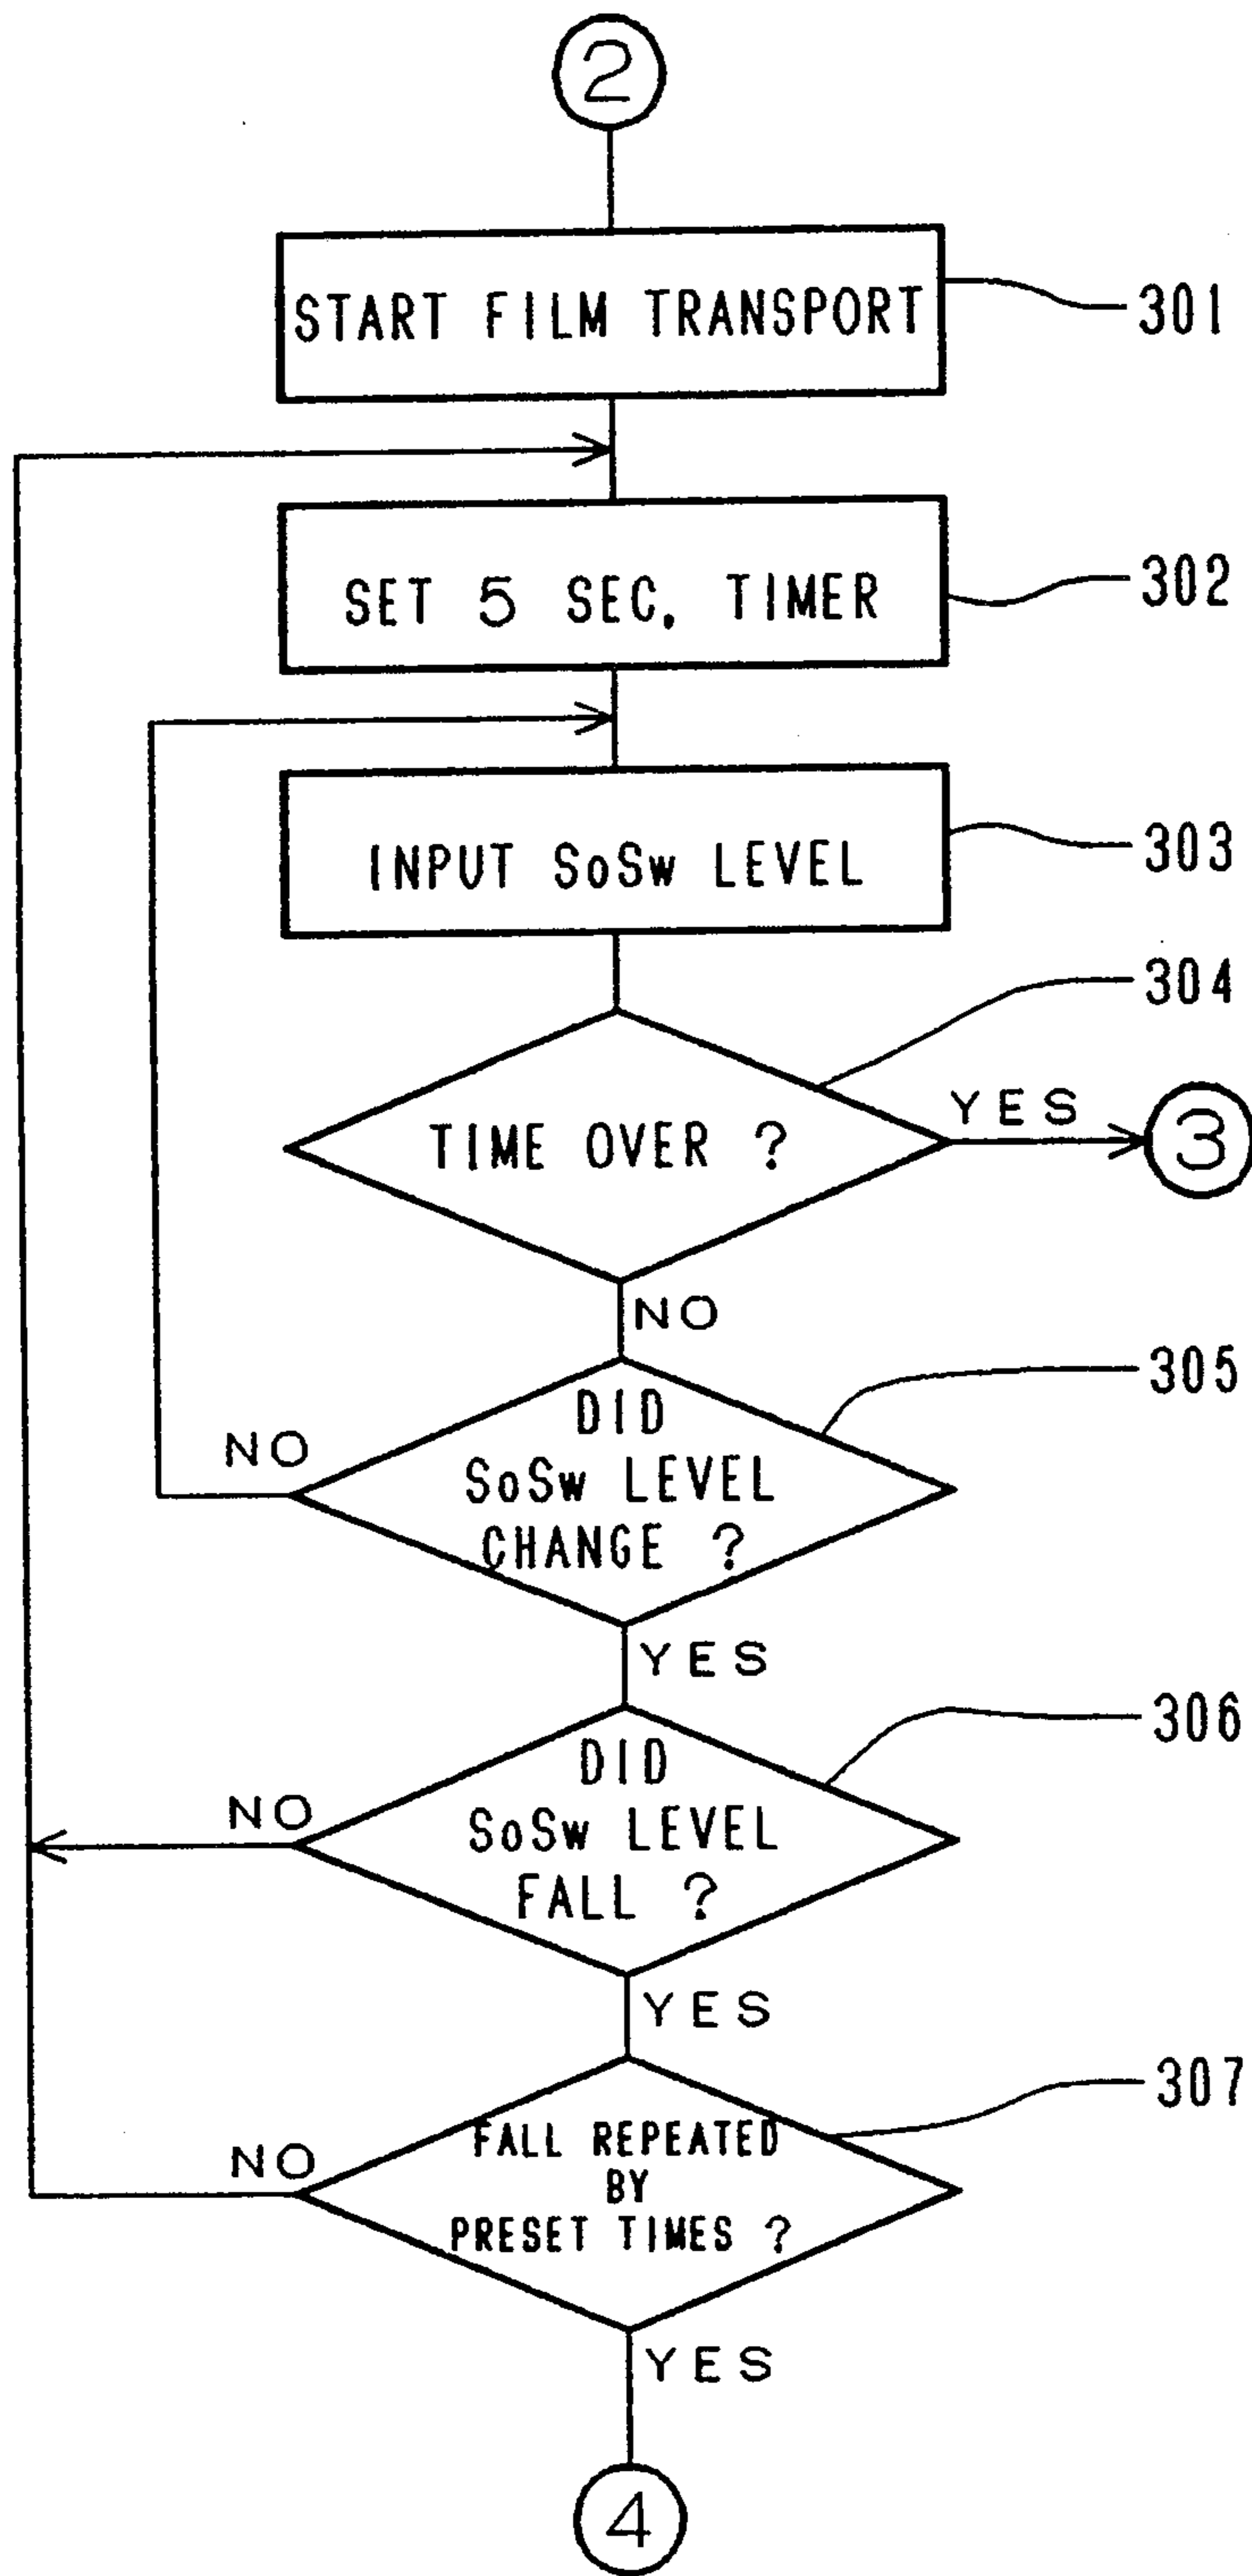 2
START FILM TRANSPORT
301
SET 5 SEC. TIMER
302
INPUT SoSw LEVEL
303
304
TIME OVER ?
YES
3
NO
305
DID
SoSw LEVEL
CHANGE ?
NO
YES
306
DID
SoSw LEVEL
FALL ?
NO
YES
307
FALL REPEATED
BY
PRESET TIMES ?
NO
YES
4